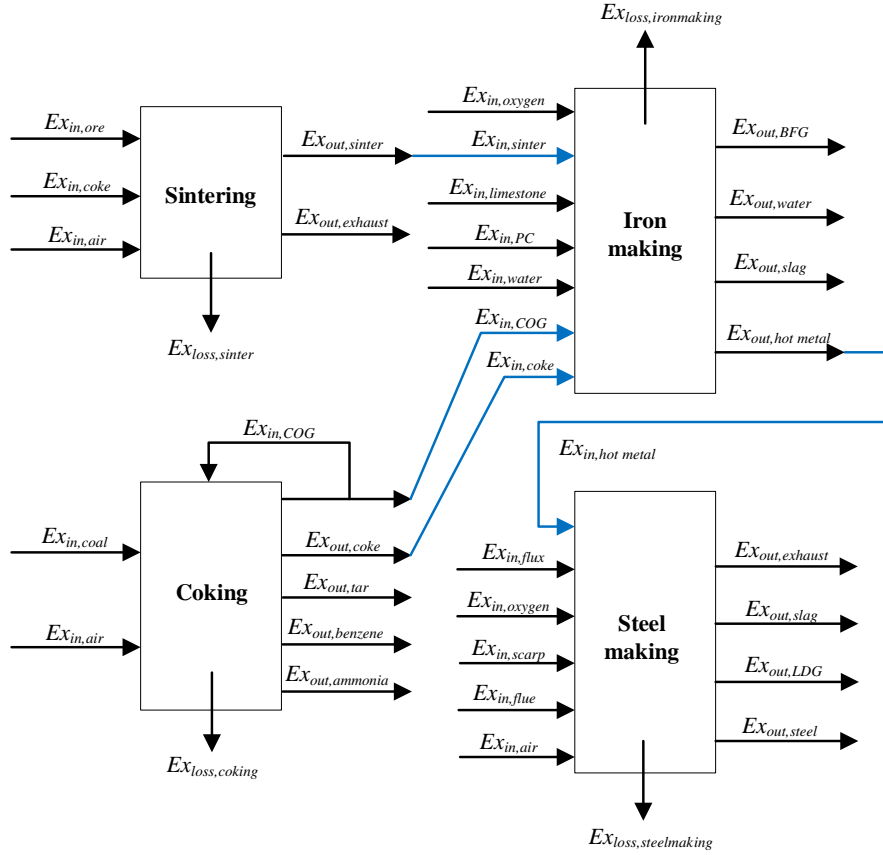 Ex_loss,ironmaking
Ex_in,ore
Ex_in,coke
Ex_in,air
Sintering
Ex_out,sinter
Ex_out,exhaust
Ex_loss,sinter
Ex_in,oxygen
Ex_in,sinter
Ex_in,limestone
Ex_in,PC
Ex_in,water
Ex_in,COG
Ex_in,coke
Iron
making
Ex_out,BFG
Ex_out,water
Ex_out,slag
Ex_out,hot metal
Ex_in,COG
Ex_in,coal
Ex_in,air
Coking
Ex_out,coke
Ex_out,tar
Ex_out,benzene
Ex_out,ammonia
Ex_loss,coking
Ex_in,hot metal
Ex_in,flux
Ex_in,oxygen
Ex_in,scarp
Ex_in,flue
Ex_in,air
Steel
making
Ex_out,exhaust
Ex_out,slag
Ex_out,LDG
Ex_out,steel
Ex_loss,steelmaking